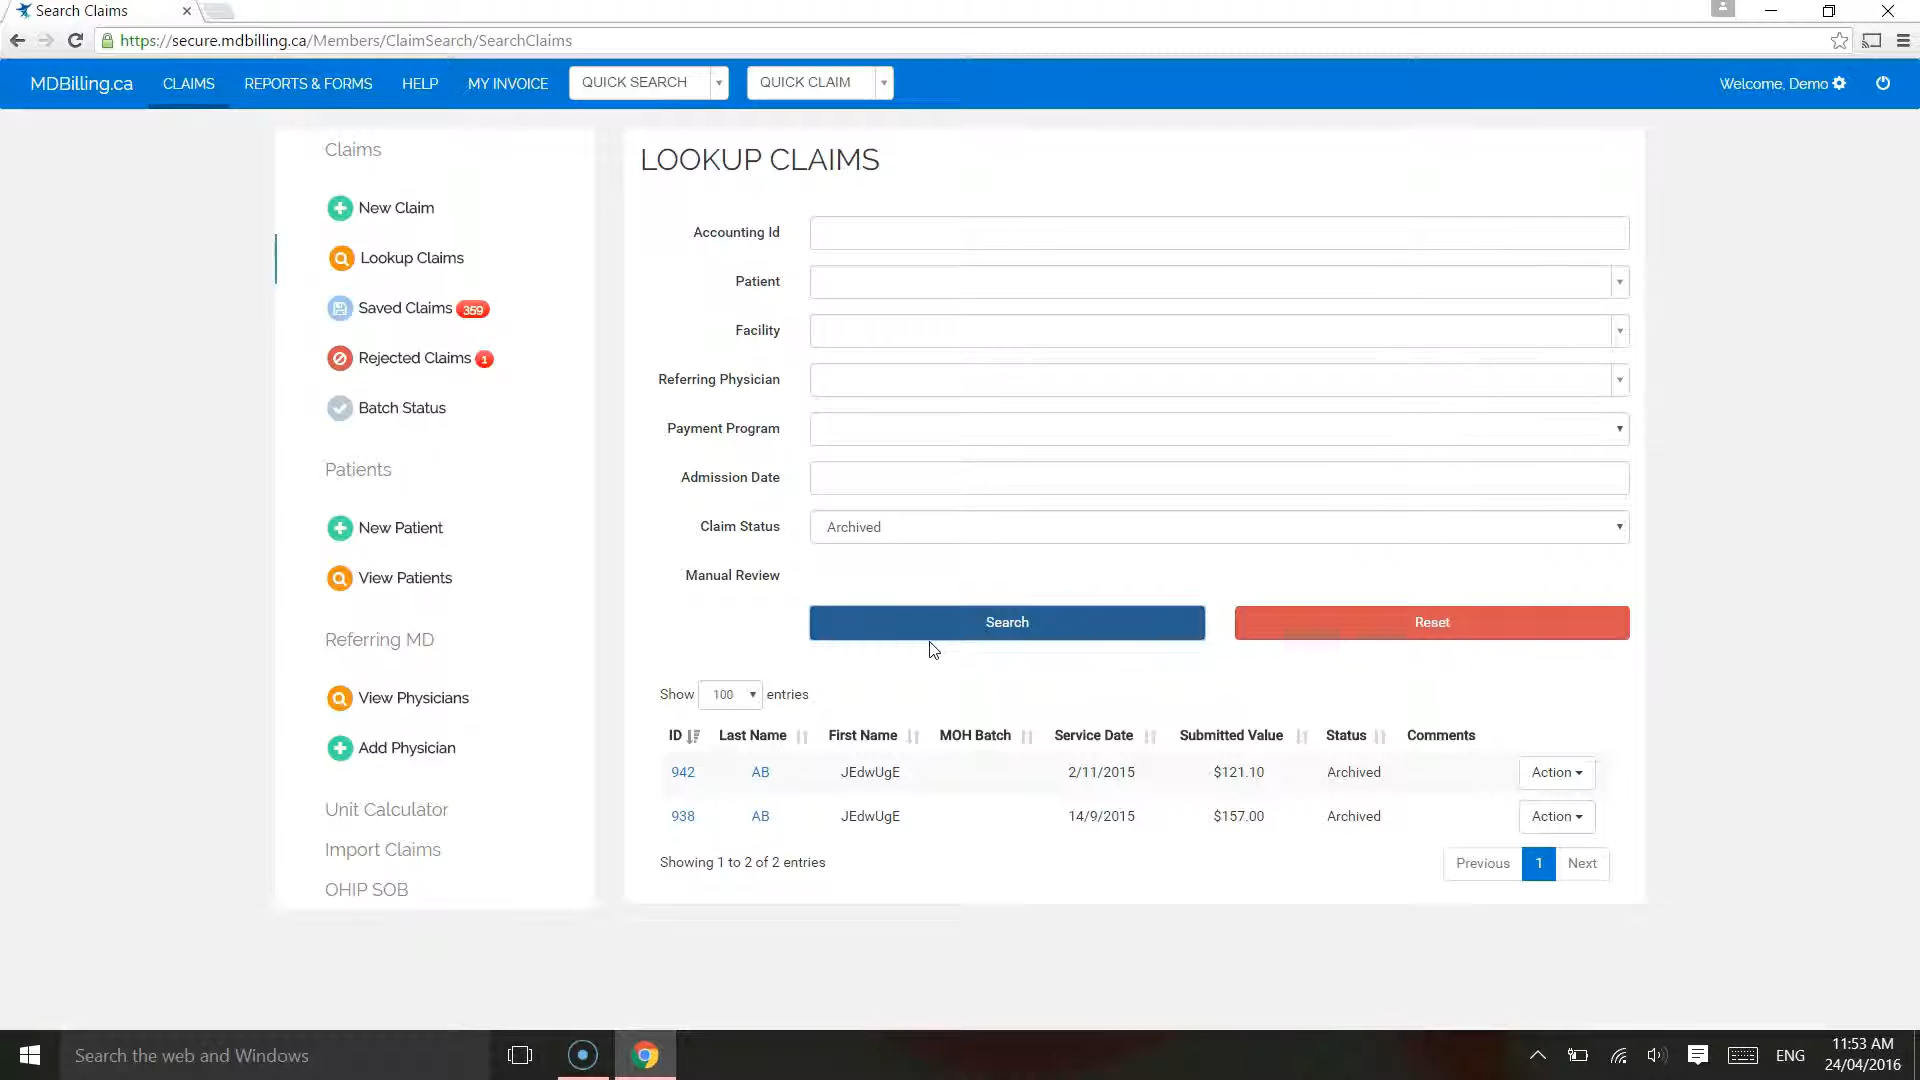 Search Claims
https://secure.mdbilling.ca/Members/ClaimSearch/SearchClaims
MDBilling.ca CLAIMS REPORTS & FORMS HELP MY INVOICE QUICK SEARCH QUICK CLAIM Welcome, Demo
Claims
New Claim
Lookup Claims
Saved Claims 359
Rejected Claims 1
Batch Status
Patients
New Patient
View Patients
Referring MD
View Physicians
Add Physician
Unit Calculator
Import Claims
OHIP SOB
LOOKUP CLAIMS
Accounting Id
Patient
Facility
Referring Physician
Payment Program
Admission Date
Claim Status Archived
Manual Review
Search Reset
Show 100 entries
ID Last Name First Name MOH Batch Service Date Submitted Value Status Comments
942 AB JEdwUgE 2/11/2015 $121.10 Archived Action
938 AB JEdwUgE 14/9/2015 $157.00 Archived Action
Showing 1 to 2 of 2 entries Previous 1 Next
Search the web and Windows ENG 11:53 AM
24/04/2016